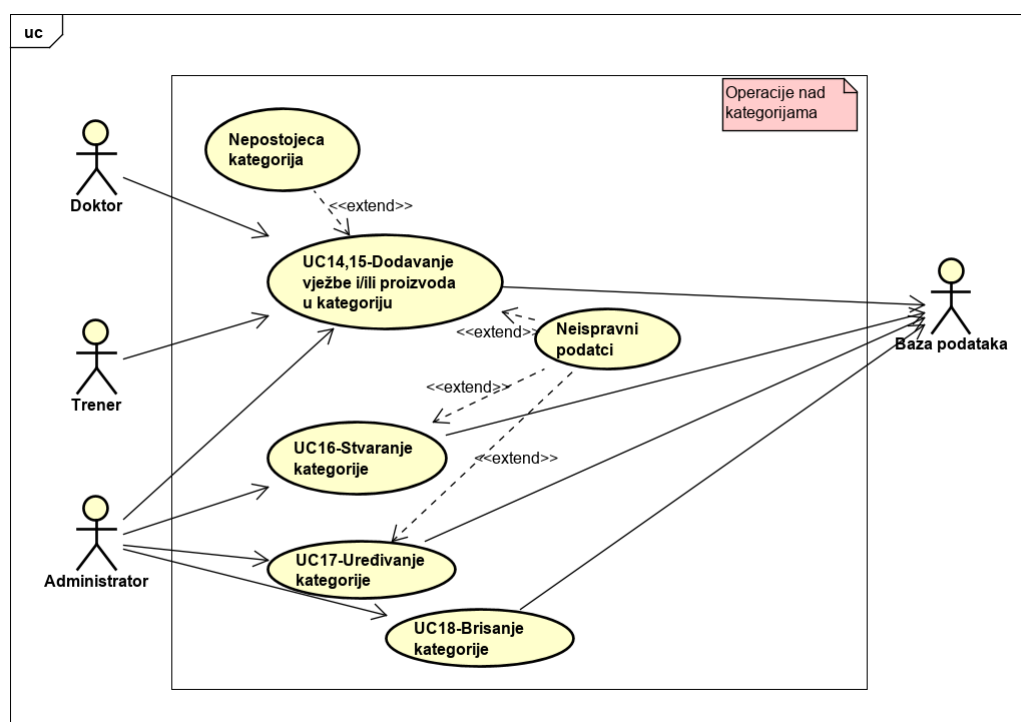 uc
Operacije nad
kategorijama
Nepostojeca
kategorija
Doktor
<<extend>>
UC14,15-Dodavanje
vježbe i/ili proizvoda
u kategoriju
<<extend>>
Neispravni
podatci
Baza podataka
Trener
<<extend>>
UC16-Stvaranje
kategorije
<<extend>>
UC17-Uređivanje
kategorije
Administrator
UC18-Brisanje
kategorije